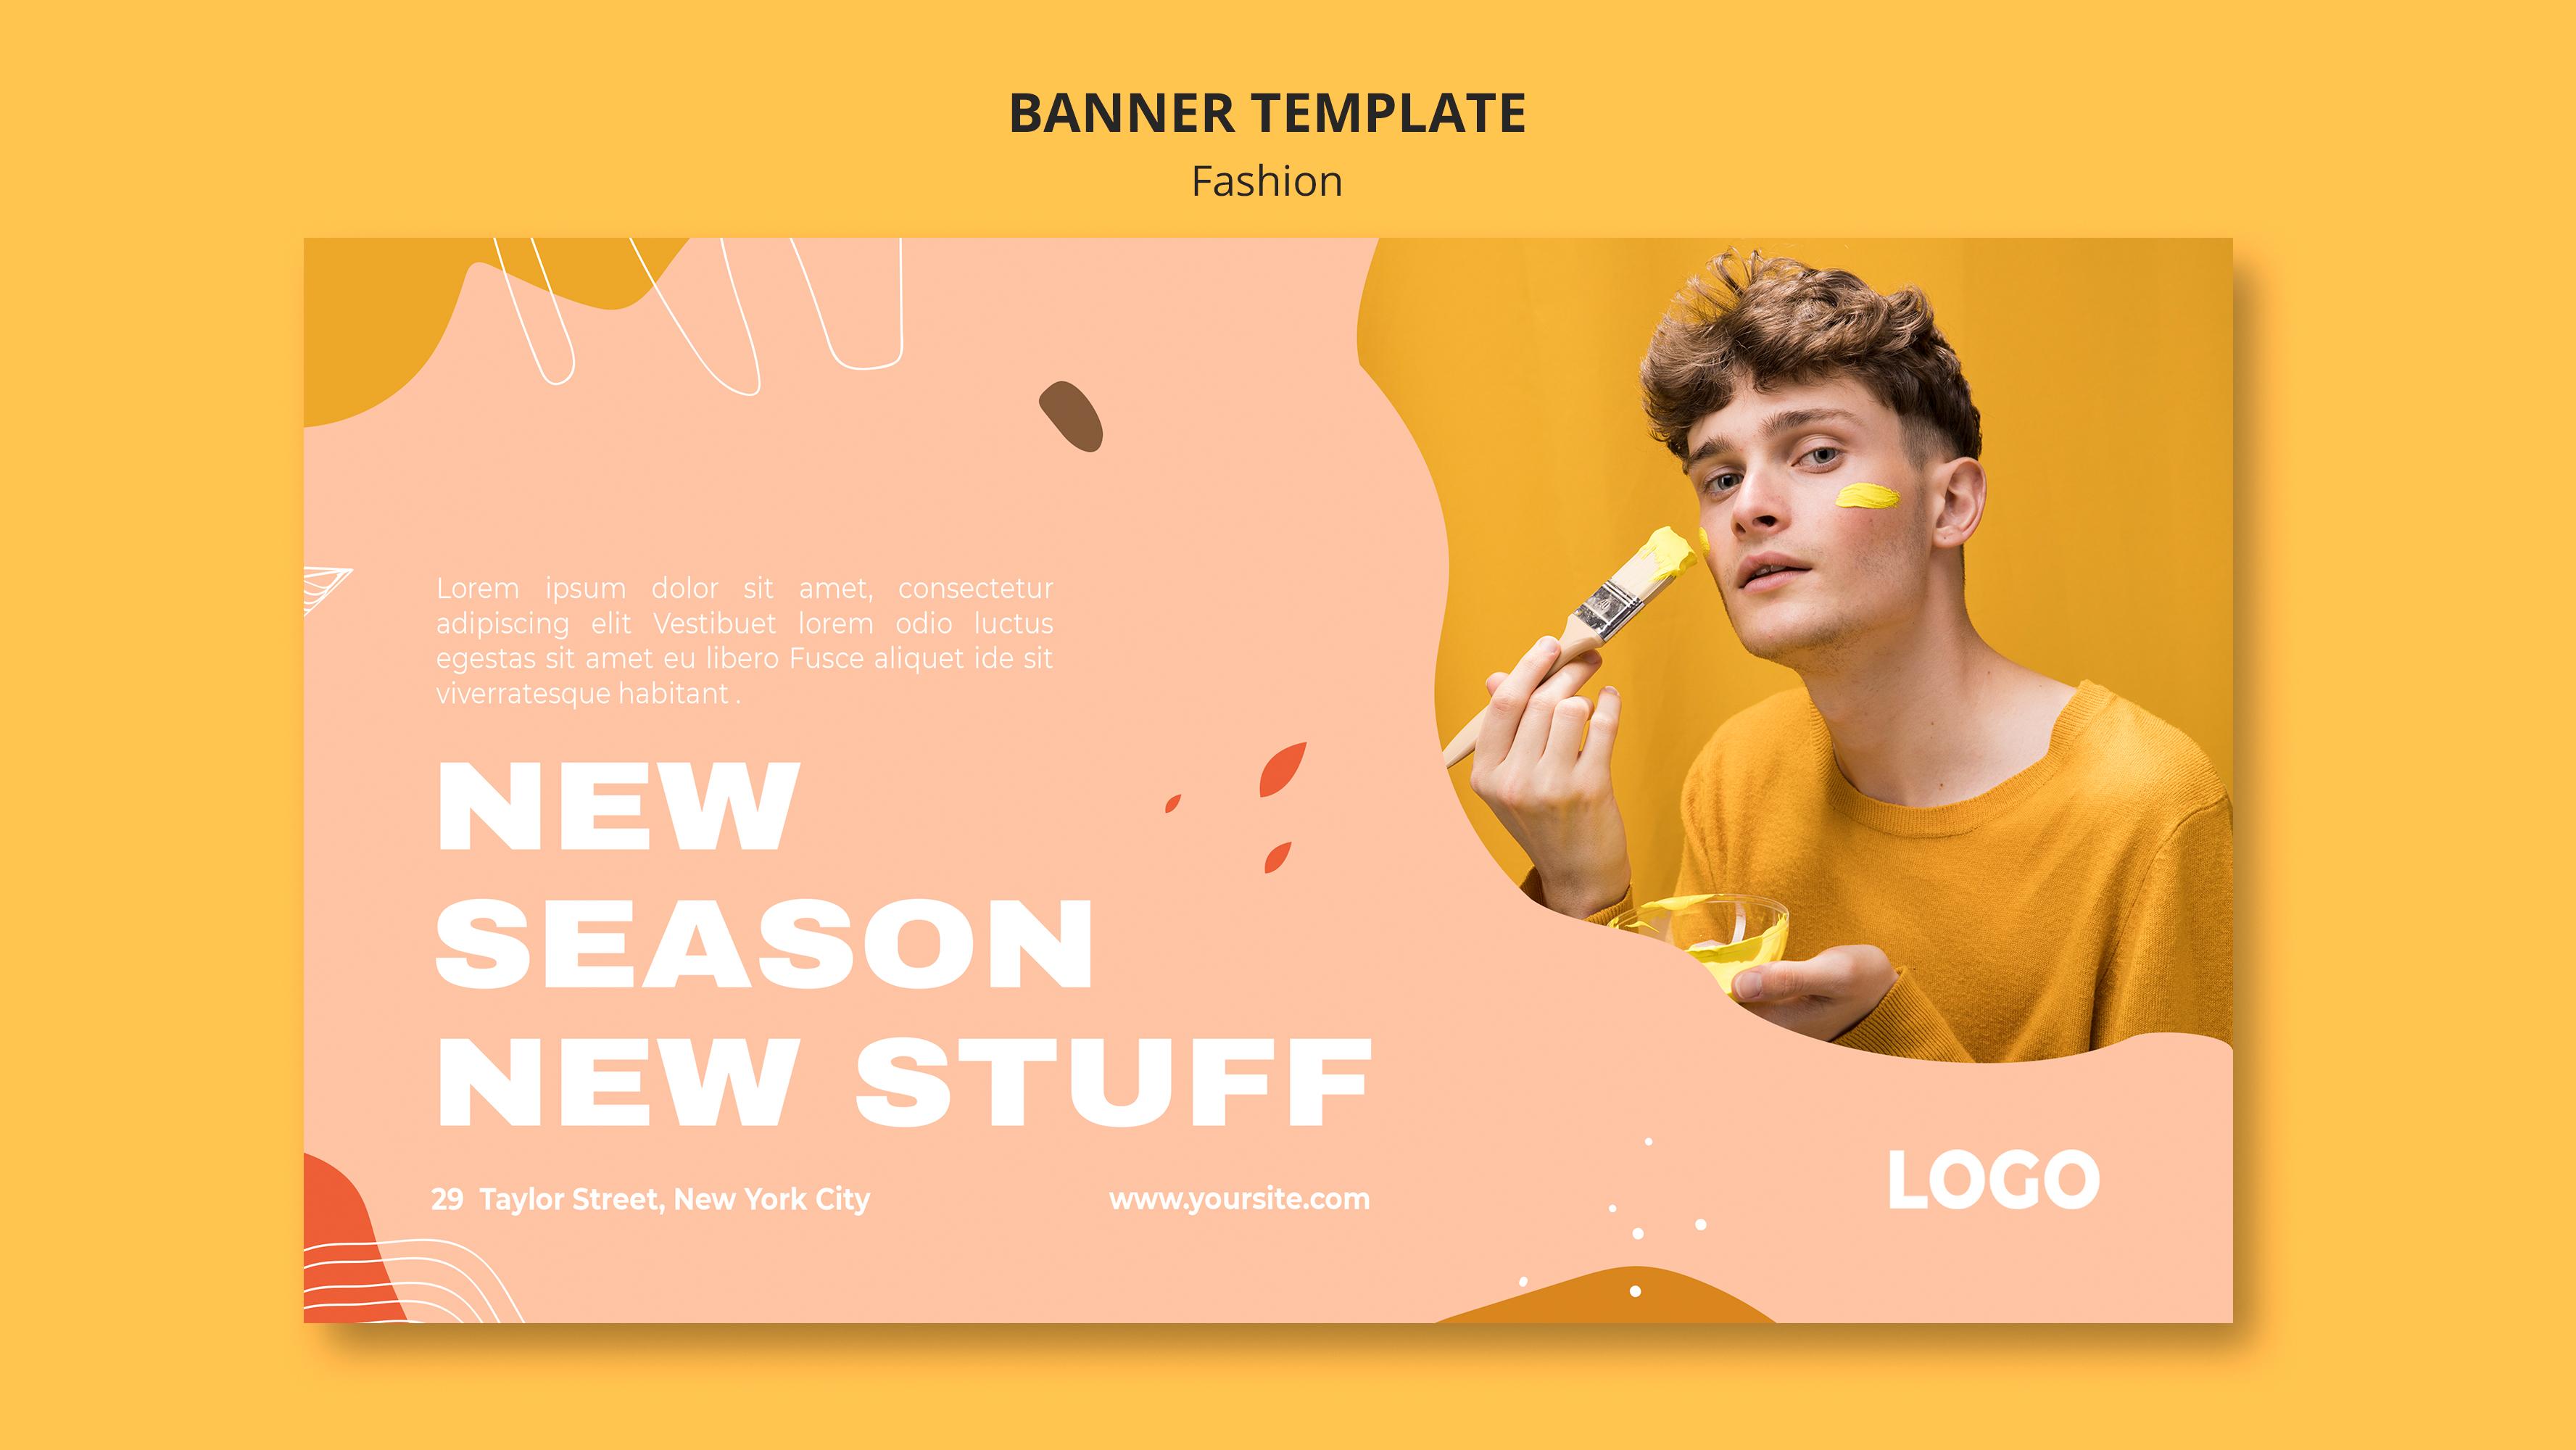 BANNER TEMPLATE
Fashion
Lorem ipsum dolor sit amet, consectetur
adipiscing elit Vestibuet lorem odio luctus
egestas sit amet eu libero Fusce aliquet ide sit
viverratesque habitant .
NEW
SEASON
NEW STUFF
29 Taylor Street, New York City
www.yoursite.com
LOGO